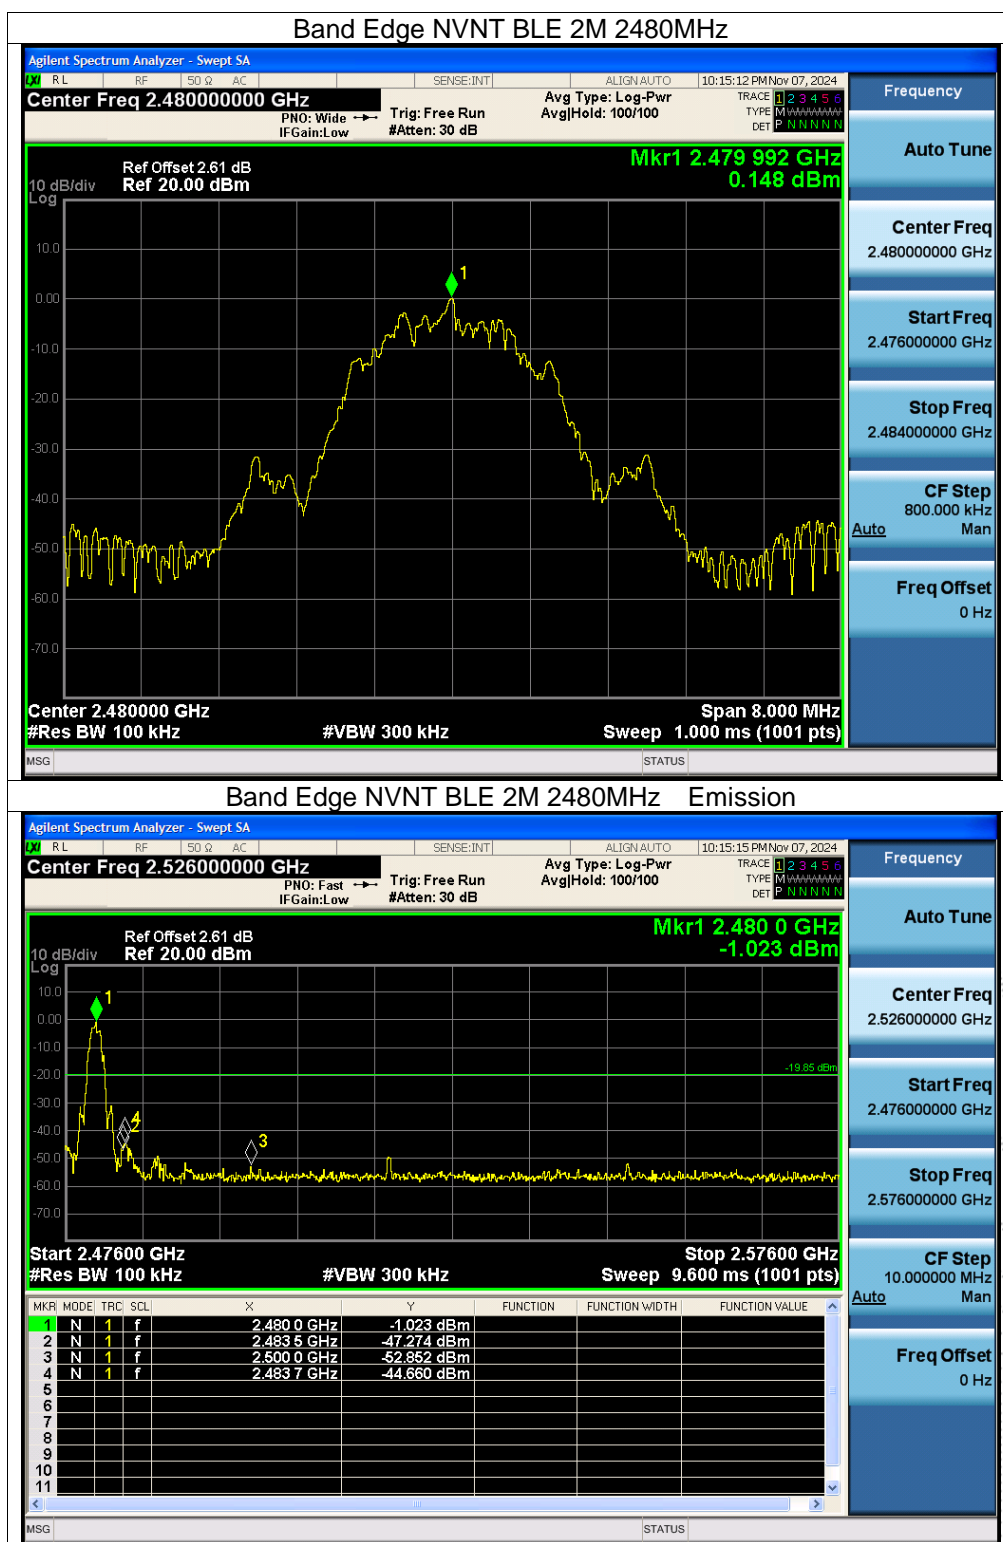 Band Edge NVNT BLE 2M 2480MHz
Agilent Spectrum Analyzer - Swept SA
LXI RL RF 50 Ω AC SENSE:INT ALIGN AUTO 10:15:12 PM Nov 07, 2024
Center Freq 2.480000000 GHz
PNO: Wide Trig: Free Run Avg Type: Log-Pwr TRACE 1 2 3 4 5 6
IFGain:Low #Atten: 30 dB Avg|Hold: 100/100 TYPE M WWWWW
DET P N N N N N
Mkr1 2.479 992 GHz
0.148 dBm
Ref Offset 2.61 dB
10 dB/div Ref 20.00 dBm
Log
10.0
0.00
-10.0
-20.0
-30.0
-40.0
-50.0
-60.0
-70.0
1
Center 2.480000 GHz Span 8.000 MHz
#Res BW 100 kHz #VBW 300 kHz Sweep 1.000 ms (1001 pts)
MSG STATUS
Frequency
Auto Tune
Center Freq
2.480000000 GHz
Start Freq
2.476000000 GHz
Stop Freq
2.484000000 GHz
CF Step
800.000 kHz
Auto Man
Freq Offset
0 Hz
Band Edge NVNT BLE 2M 2480MHz Emission
Agilent Spectrum Analyzer - Swept SA
LXI RL RF 50 Ω AC SENSE:INT ALIGN AUTO 10:15:15 PM Nov 07, 2024
Center Freq 2.526000000 GHz
PNO: Fast Trig: Free Run Avg Type: Log-Pwr TRACE 1 2 3 4 5 6
IFGain:Low #Atten: 30 dB Avg|Hold: 100/100 TYPE M WWWWW
DET P N N N N N
Mkr1 2.480 0 GHz
-1.023 dBm
Ref Offset 2.61 dB
10 dB/div Ref 20.00 dBm
Log
10.0
0.00
-10.0
-20.0
-30.0
-40.0
-50.0
-60.0
-70.0
1
-19.85 dBm
4
2
3
Start 2.47600 GHz Stop 2.57600 GHz
#Res BW 100 kHz #VBW 300 kHz Sweep 9.600 ms (1001 pts)
MKR MODE TRC SCL X Y FUNCTION FUNCTION WIDTH FUNCTION VALUE
1 N 1 f 2.480 0 GHz -1.023 dBm
2 N 1 f 2.483 5 GHz -47.274 dBm
3 N 1 f 2.500 0 GHz -52.852 dBm
4 N 1 f 2.483 7 GHz -44.660 dBm
5
6
7
8
9
10
11
MSG STATUS
Frequency
Auto Tune
Center Freq
2.526000000 GHz
Start Freq
2.476000000 GHz
Stop Freq
2.576000000 GHz
CF Step
10.000000 MHz
Auto Man
Freq Offset
0 Hz